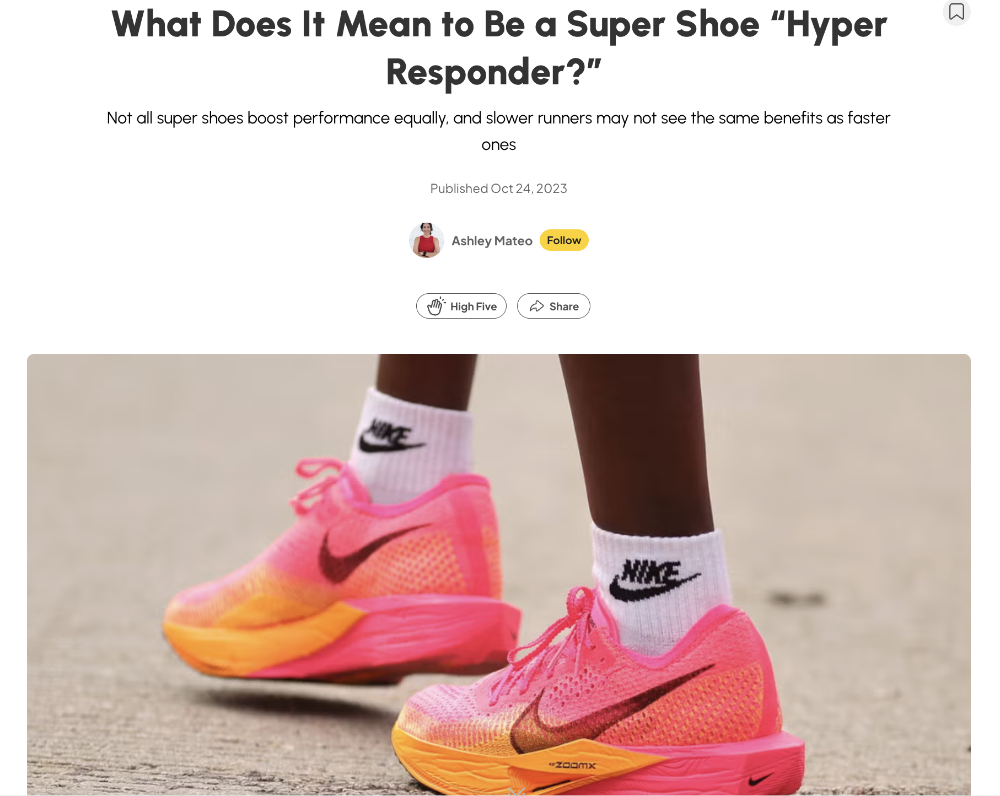 What Does It Mean to Be a Super Shoe “Hyper
Responder?”
Not all super shoes boost performance equally, and slower runners may not see the same benefits as faster
ones
Published Oct 24, 2023
Ashley Mateo Follow
High Five Share
NIKE
NIKE
ZOOMX